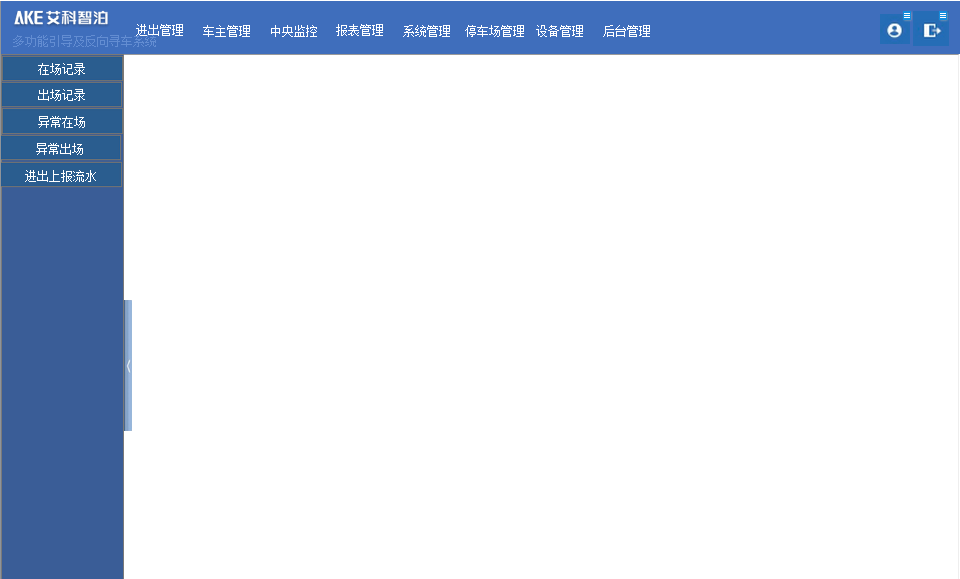 AKE艾科智泊
多功能引导及反向寻车系统
进出管理 车主管理 中央监控 报表管理 系统管理 停车场管理 设备管理 后台管理
在场记录
出场记录
异常在场
异常出场
进出上报流水